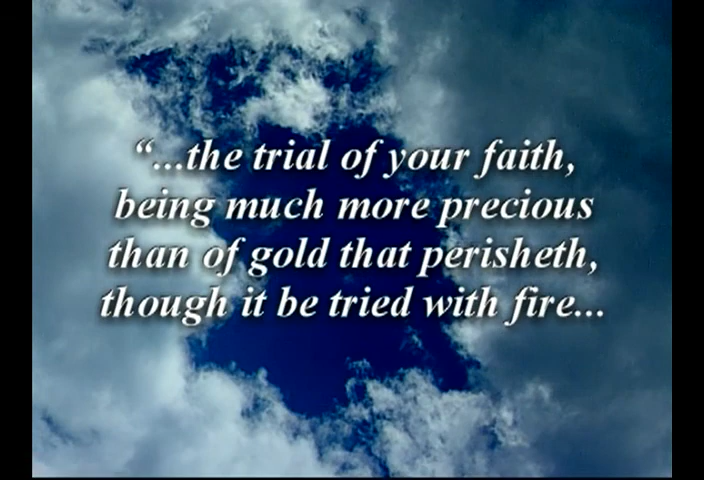 “...the trial of your faith,
being much more precious
than of gold that perisheth,
though it be tried with fire...